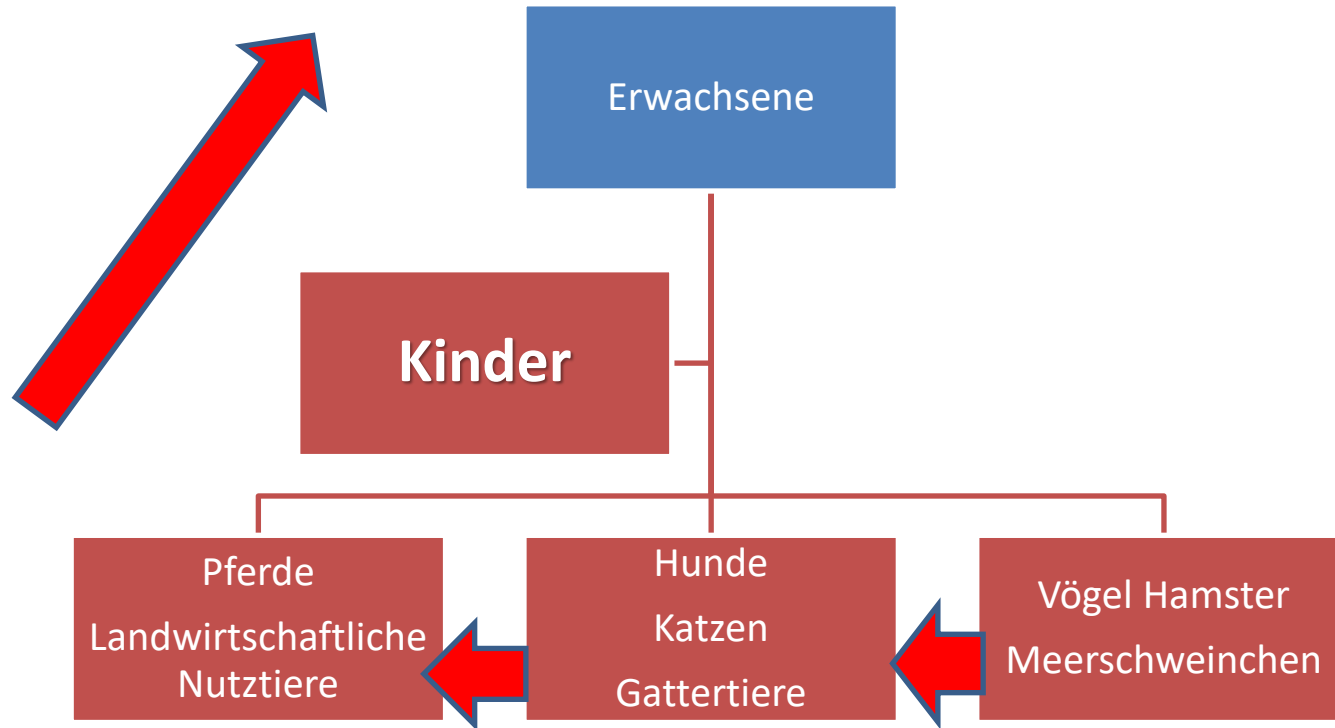 Erwachsene
Kinder
Pferde
Landwirtschaftliche
Nutztiere
Hunde
Katzen
Gattertiere
Vögel Hamster
Meerschweinchen